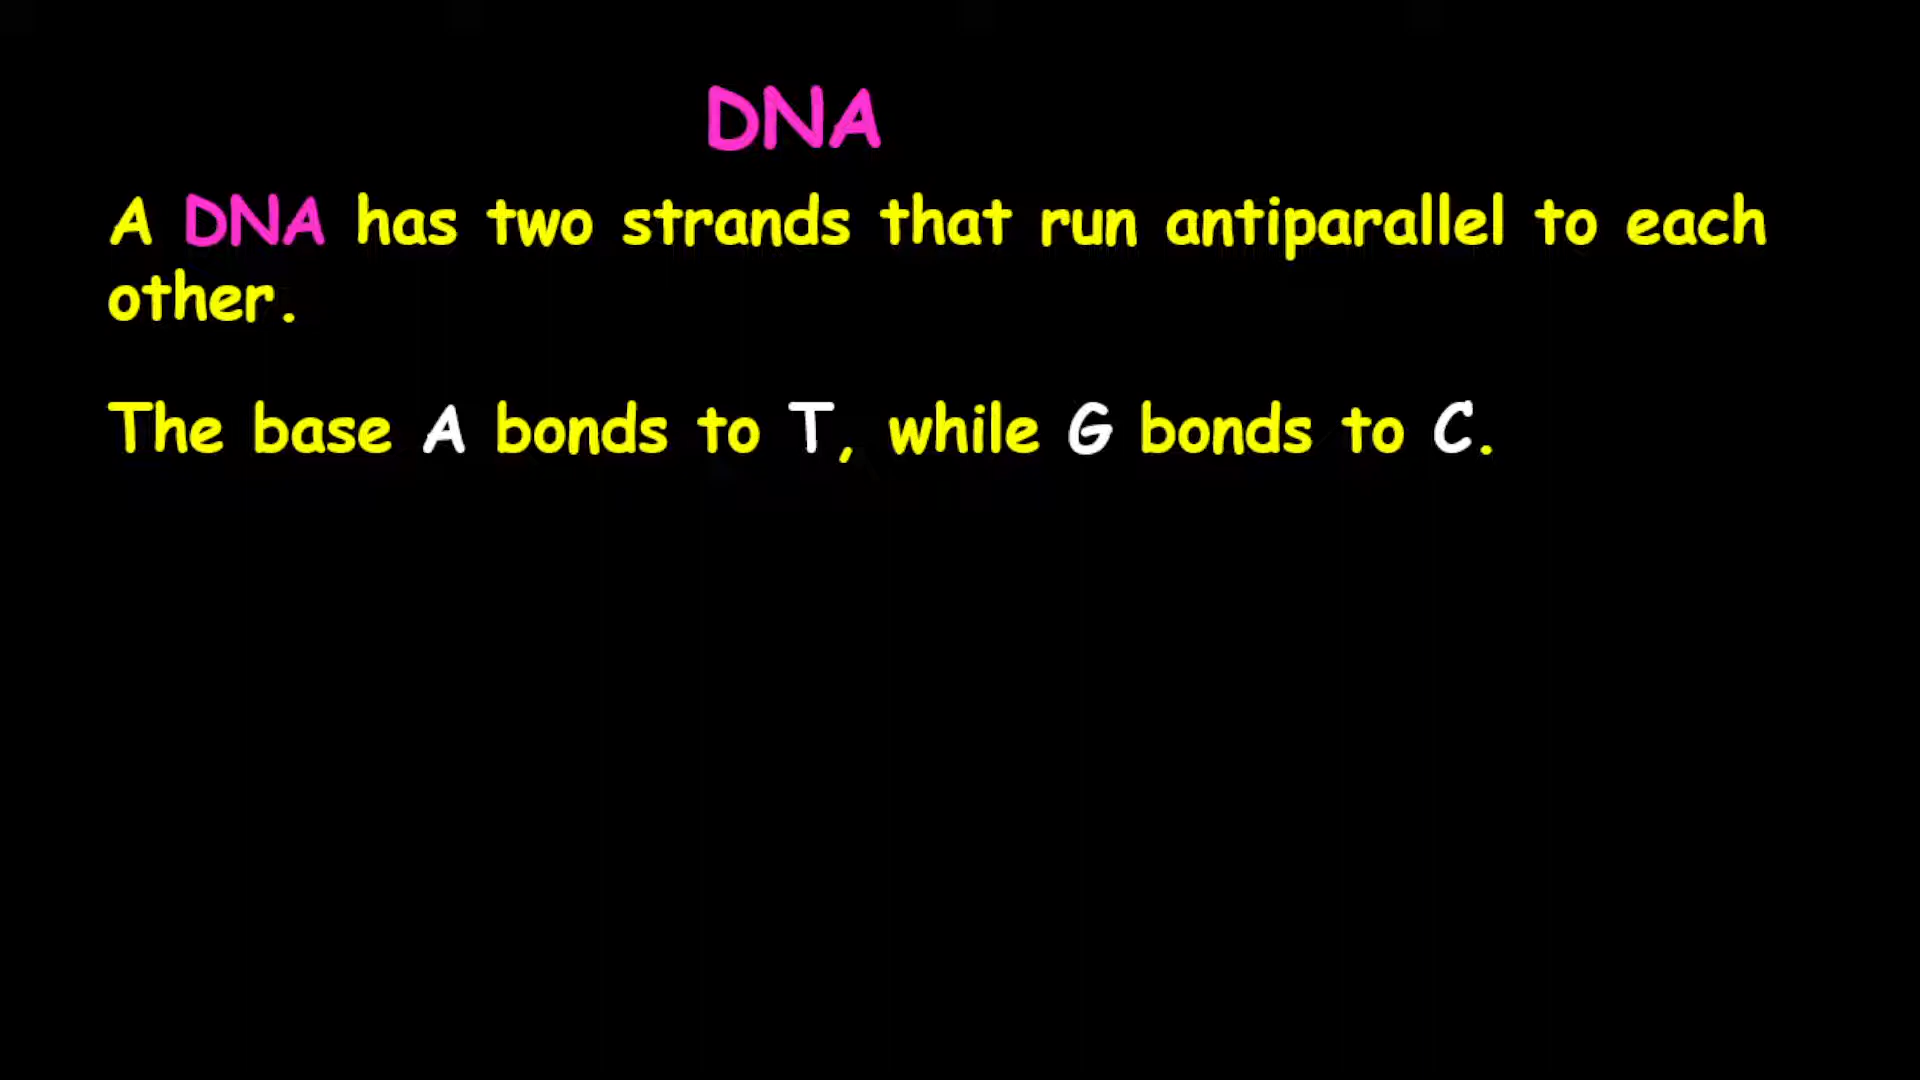 DNA
A DNA has two strands that run antiparallel to each
other.
The base A bonds to T, while G bonds to C.